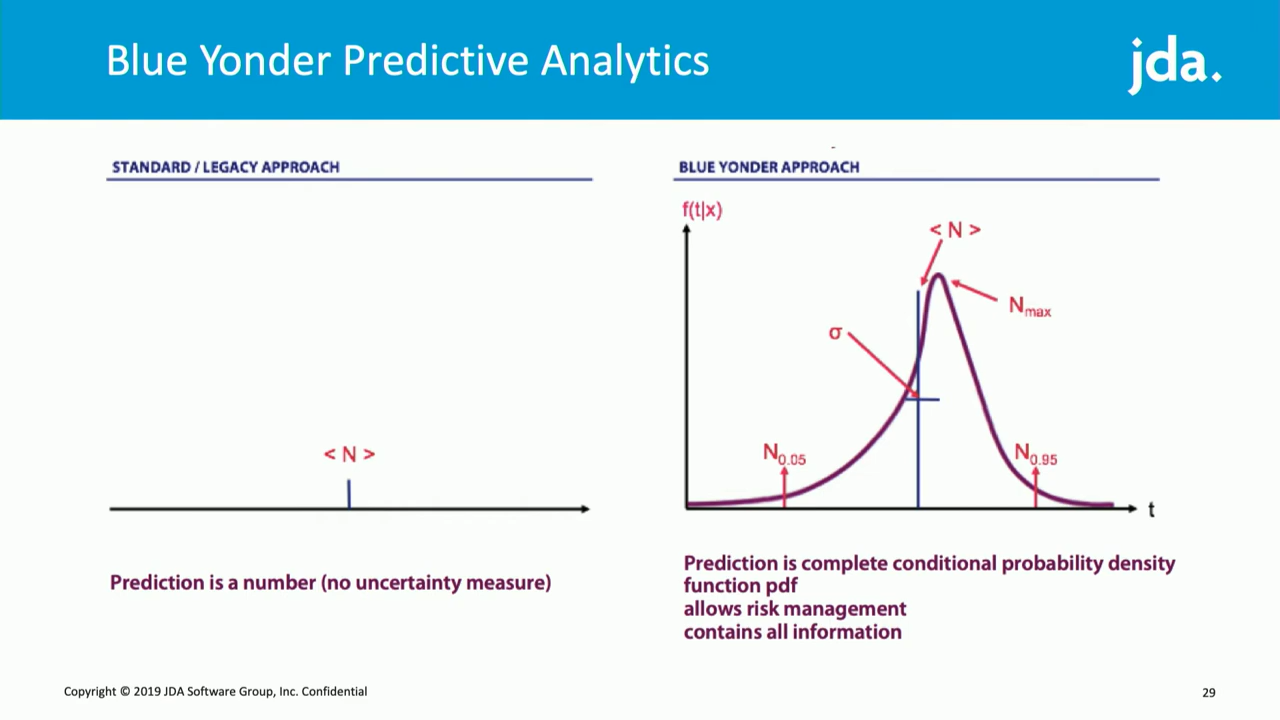 Blue Yonder Predictive Analytics
jda.
STANDARD / LEGACY APPROACH
< N >
Prediction is a number (no uncertainty measure)
BLUE YONDER APPROACH
f(t|x)
< N >
Nmax
σ
N0.05
N0.95
t
Prediction is complete conditional probability density
function pdf
allows risk management
contains all information
Copyright © 2019 JDA Software Group, Inc. Confidential
29